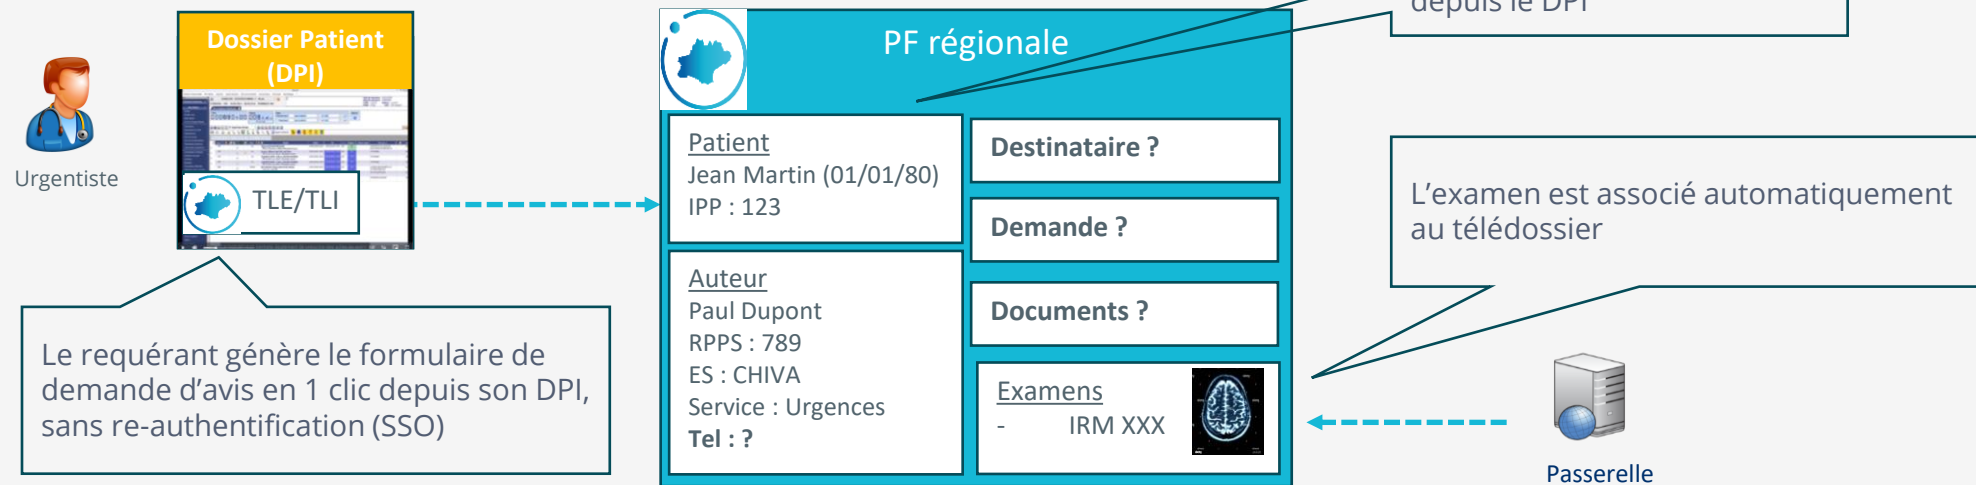 depuis le DPI
Dossier Patient
(DPI)
TLE/TLI
Urgentiste
PF régionale
Patient
Jean Martin (01/01/80)
IPP : 123
Auteur
Paul Dupont
RPPS : 789
ES : CHIVA
Service : Urgences
Tel : ?
Destinataire ?
Demande ?
Documents ?
Examens
- IRM XXX
L’examen est associé automatiquement
au télédossier
Le requérant génère le formulaire de
demande d’avis en 1 clic depuis son DPI,
sans re-authentification (SSO)
Passerelle